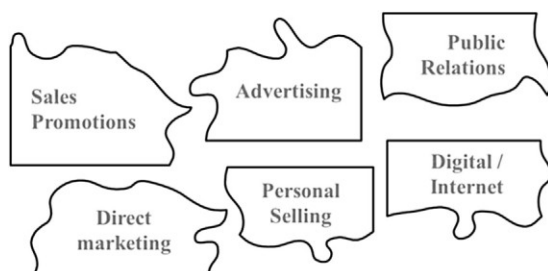 Sales
Promotions
Advertising
Public
Relations
Direct
marketing
Personal
Selling
Digital /
Internet